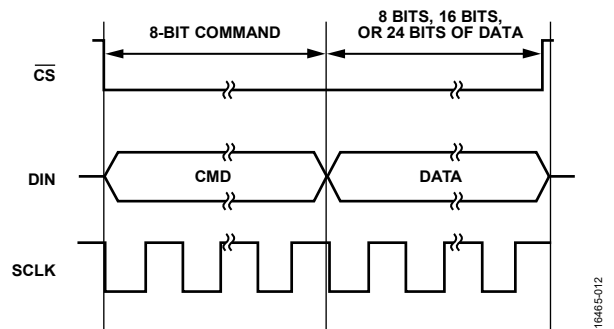 8-BIT COMMAND
8 BITS, 16 BITS,
OR 24 BITS OF DATA
CS
DIN
CMD
DATA
SCLK
16465-012